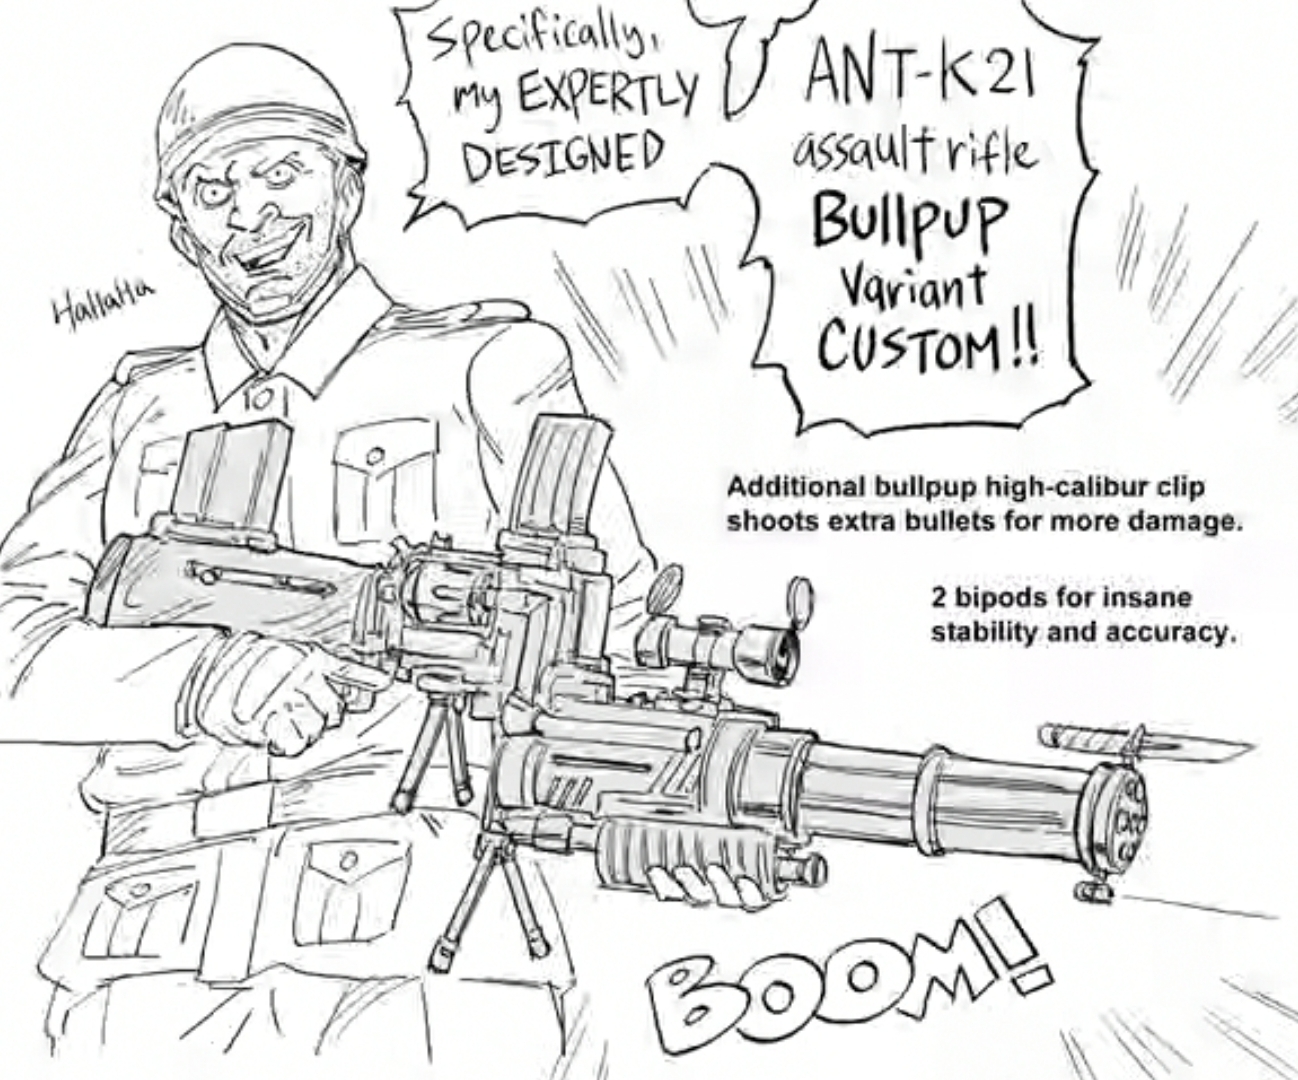 Specifically,
my EXPERTLY
DESIGNED
ANT-K21
assault rifle
Bullpup
Variant
CUSTOM!!
HaHaHa
Additional bullpup high-calibur clip
shoots extra bullets for more damage.
2 bipods for insane
stability and accuracy.
BOOM!